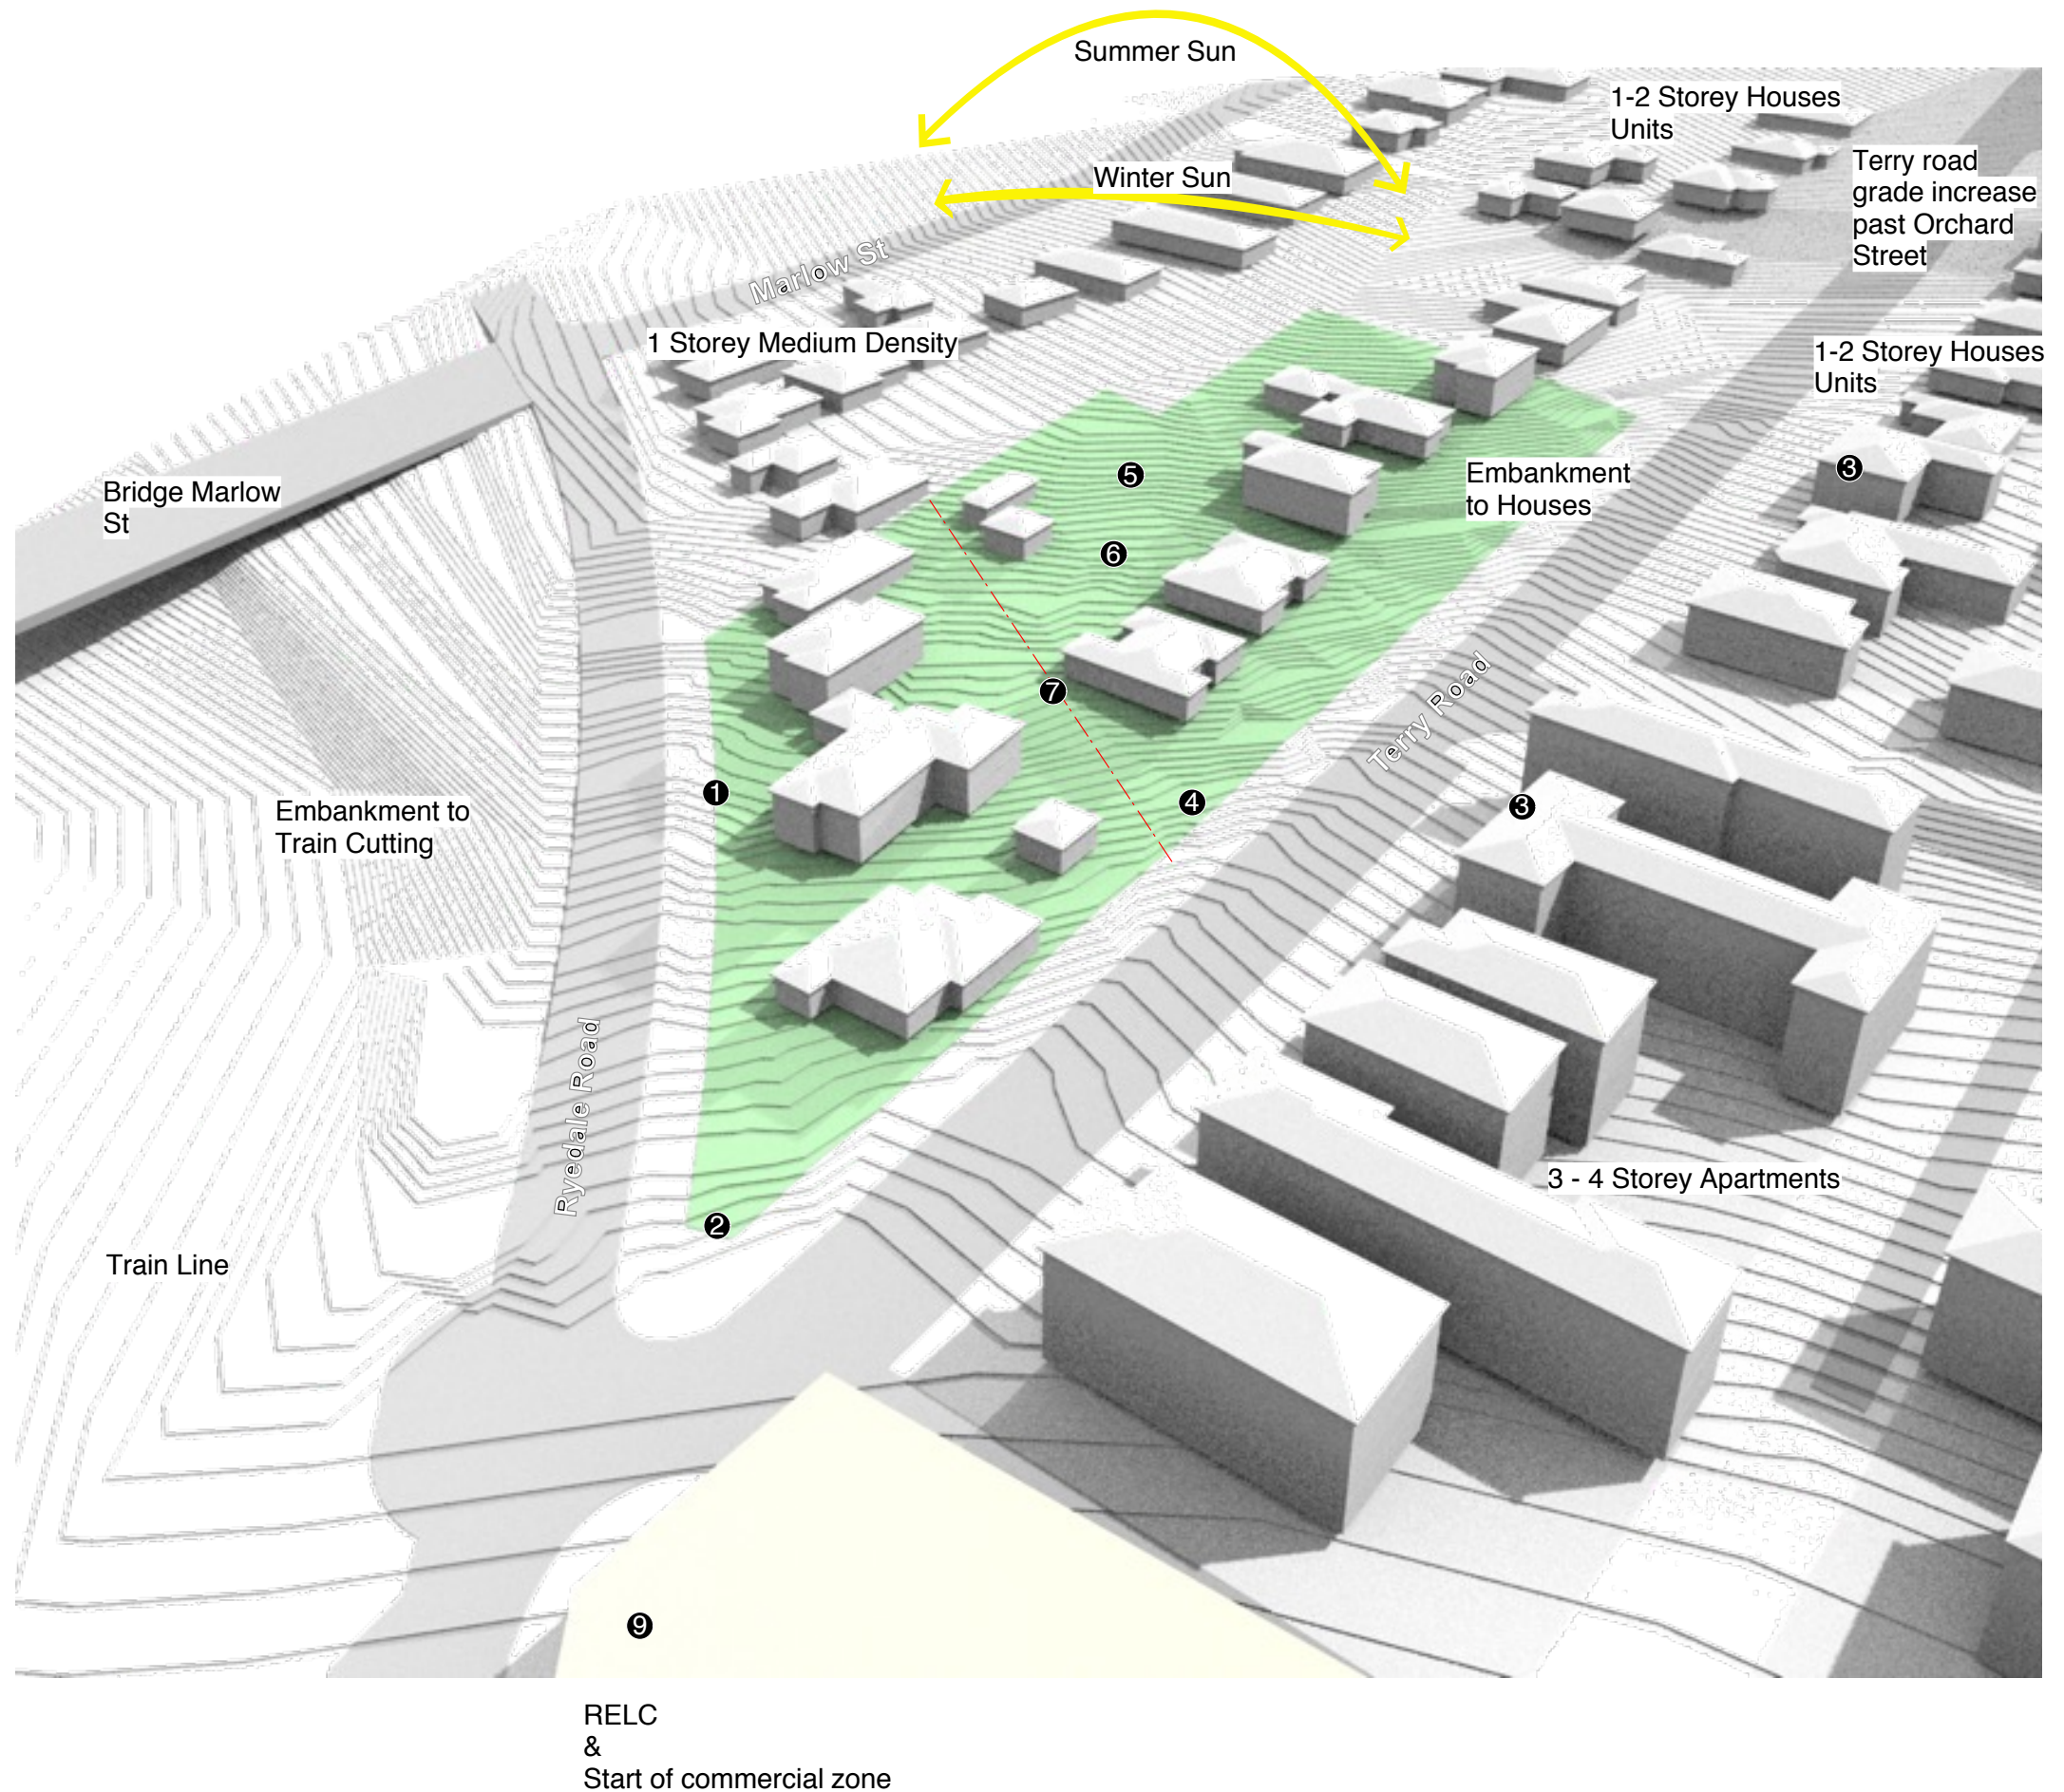 Summer Sun
1-2 Storey Houses
Units
Winter Sun
Terry road
grade increase
past Orchard
Street
Marlow St
1 Storey Medium Density
1-2 Storey Houses
Units
3
5
Embankment
to Houses
Bridge Marlow
St
6
7
Terry Road
1
4
3
Embankment to
Train Cutting
Ryedale Road
3 - 4 Storey Apartments
2
Train Line
9
RELC
&
Start of commercial zone